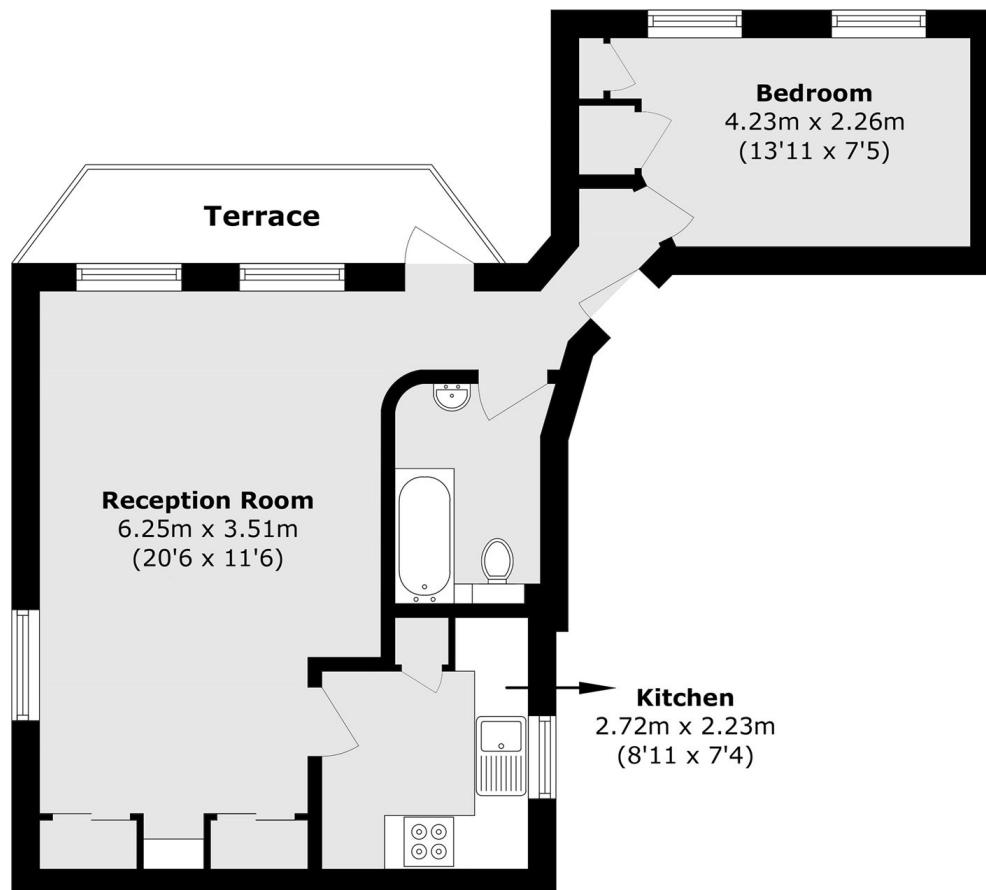 Bedroom
4.23m x 2.26m
(13'11 x 7'5)
Terrace
Reception Room
6.25m x 3.51m
(20'6 x 11'6)
Kitchen
2.72m x 2.23m
(8'11 x 7'4)